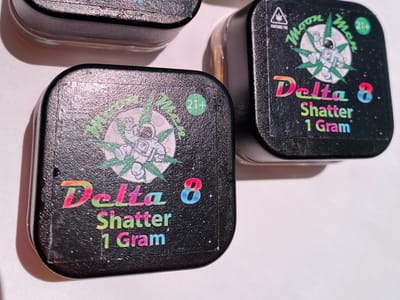 Moon Man
21+
Delta 8
Shatter
1 Gram
Moon Man
21+
Delta 8
Shatter
1 Gram